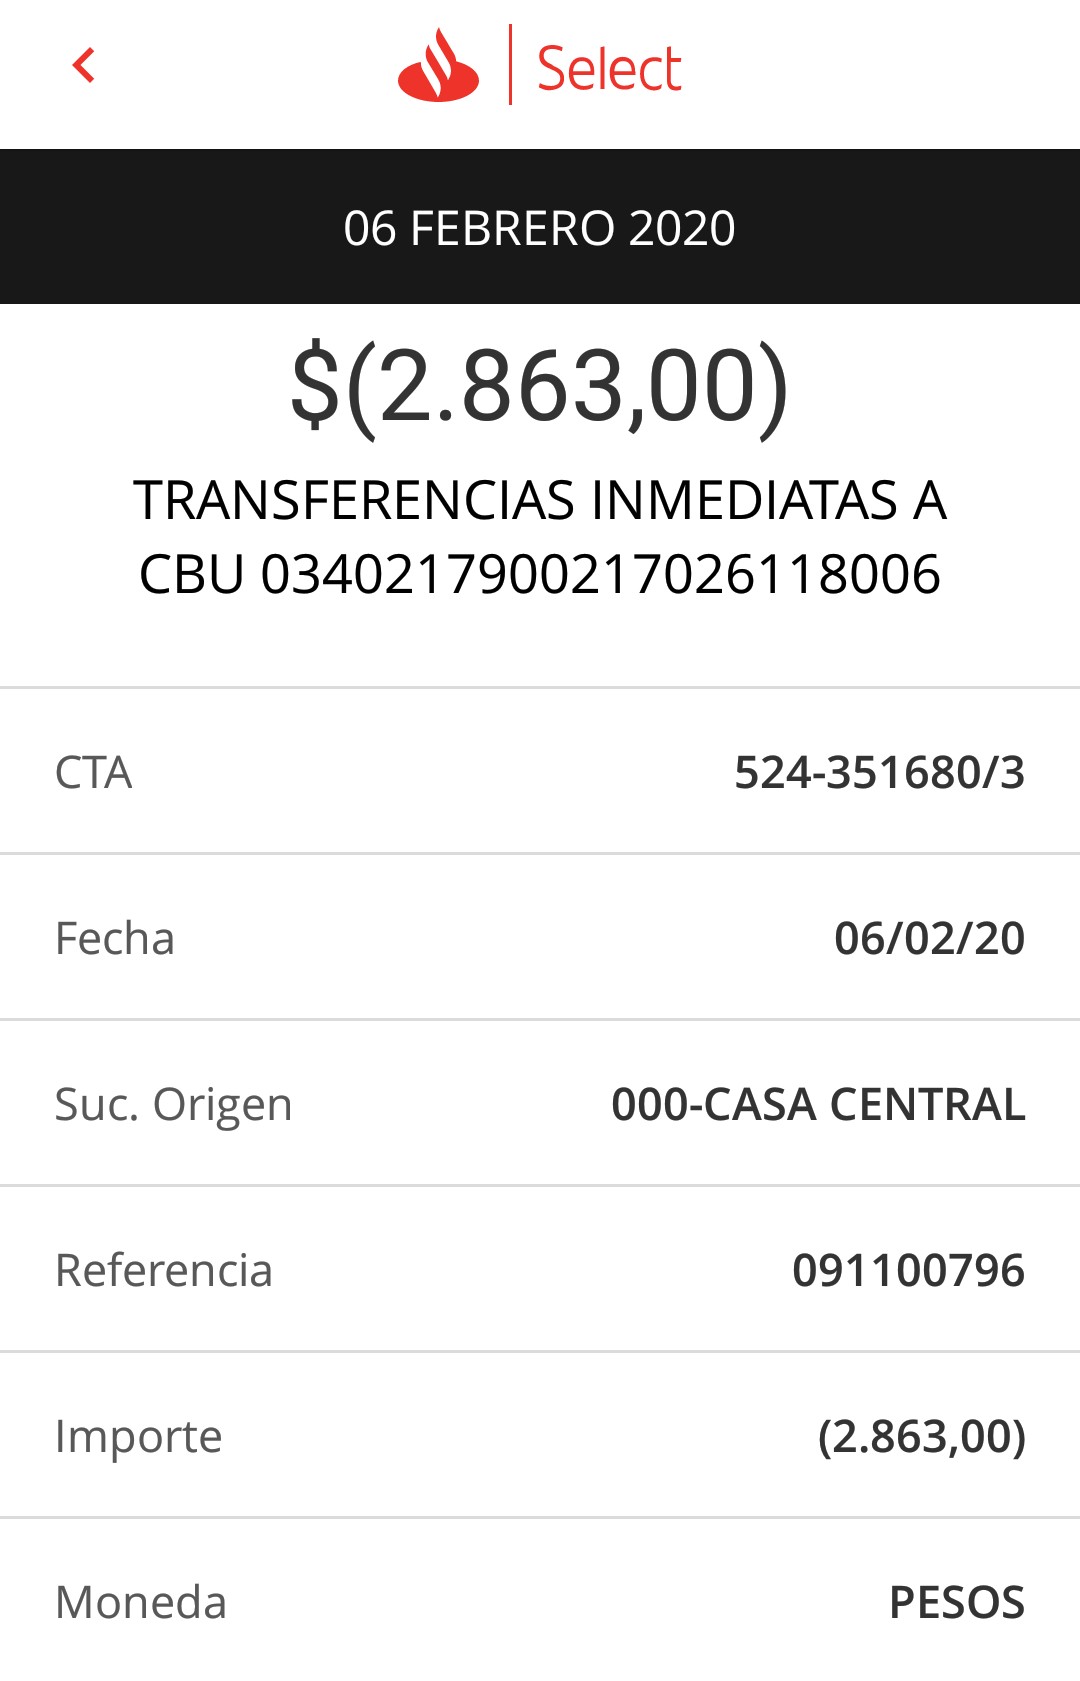 Select
06 FEBRERO 2020
$(2.863,00)
TRANSFERENCIAS INMEDIATAS A
CBU 0340217900217026118006
CTA 524-351680/3
Fecha 06/02/20
Suc. Origen 000-CASA CENTRAL
Referencia 091100796
Importe (2.863,00)
Moneda PESOS